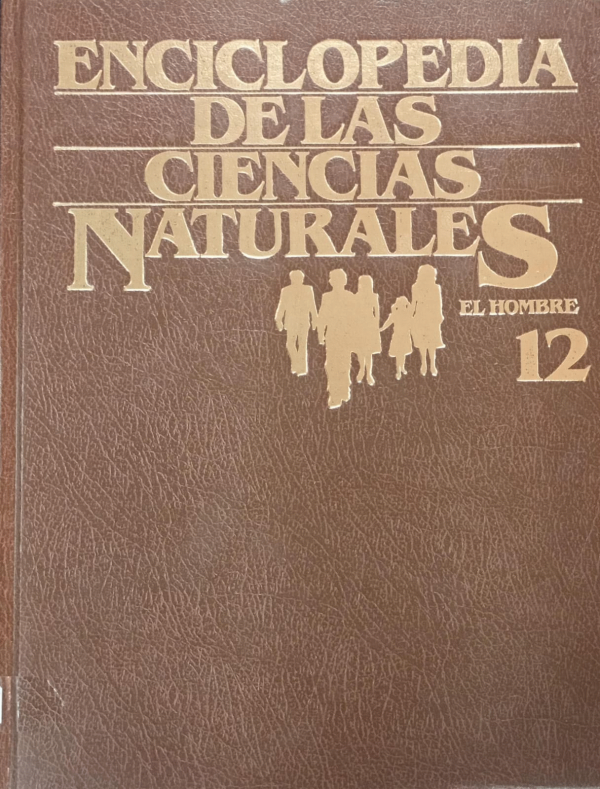 ENCICLOPEDIA
DE LAS
CIENCIAS
NATURALES
EL HOMBRE
12